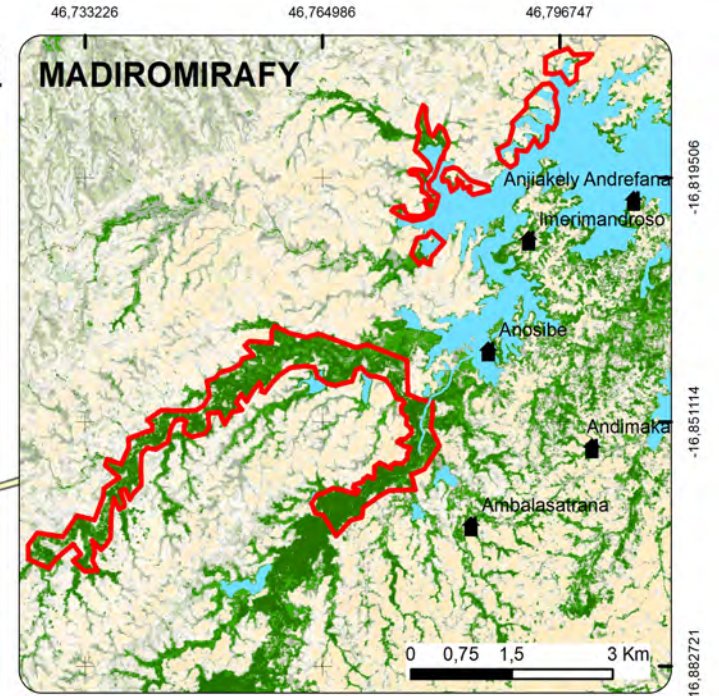 46,733226 46,764986 46,796747
MADIROMIRAFY
-16,819506
Anjiakely Andrefana
Imerimandroso
Anosibe
-16,851114
Andimaka
Ambalasatrana
0 0,75 1,5 3 Km
-16,882721